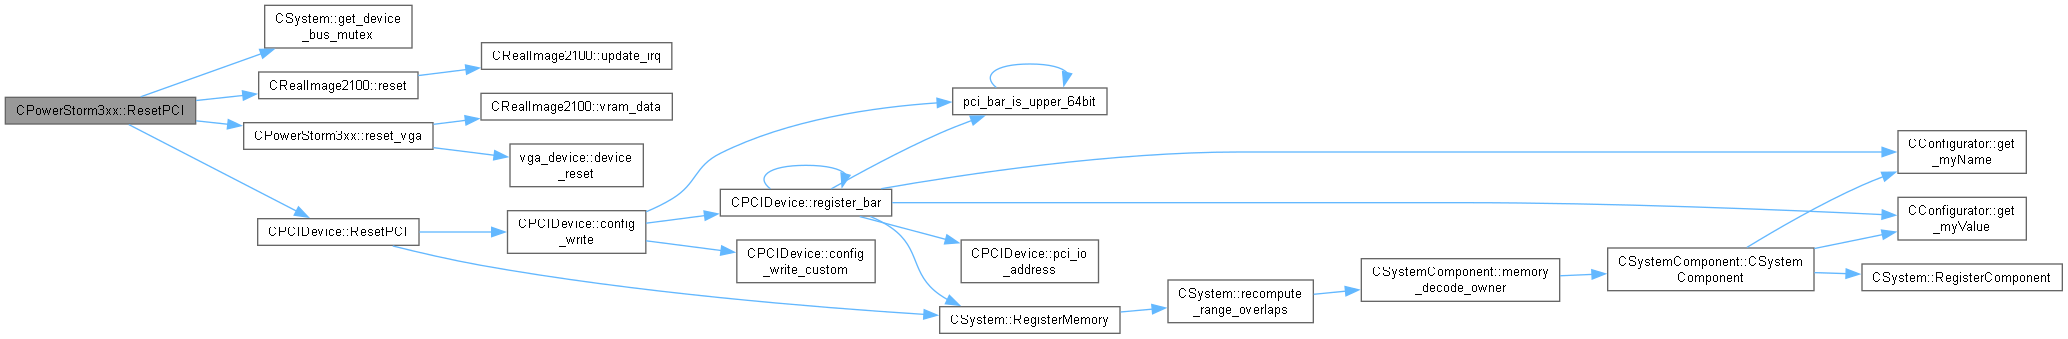 CSystem::get_device
_bus_mutex
CRealImage2100::update_irq
CRealImage2100::reset
CPowerStorm3xx::ResetPCI
CRealImage2100::vram_data
CPowerStorm3xx::reset_vga
vga_device::device
_reset
pci_bar_is_upper_64bit
CConfigurator::get
_myName
CPCIDevice::register_bar
CPCIDevice::ResetPCI
CPCIDevice::config
_write
CConfigurator::get
_myValue
CPCIDevice::config
_write_custom
CPCIDevice::pci_io
_address
CSystemComponent::memory
_decode_owner
CSystemComponent::CSystem
Component
CSystem::RegisterComponent
CSystem::RegisterMemory
CSystem::recompute
_range_overlaps